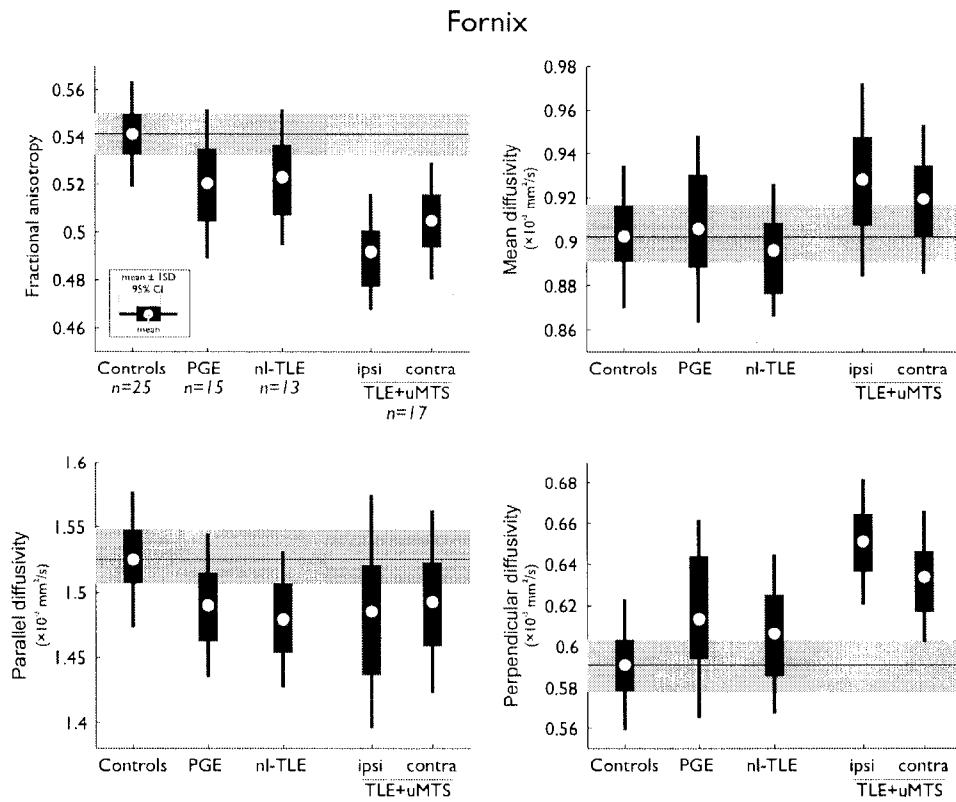 Fornix
Fractional anisotropy
0.56
0.54
0.52
0.5
0.48
0.46
mean ± 1SD
95% CI
mean
Controls PGE nl-TLE ipsi contra
n=25 n=15 n=13 TLE+uMTS
n=17
Mean diffusivity
(×10⁻³ mm²/s)
0.98
0.96
0.94
0.92
0.9
0.88
0.86
Controls PGE nl-TLE ipsi contra
TLE+uMTS
Parallel diffusivity
(×10⁻³ mm²/s)
1.6
1.55
1.5
1.45
1.4
Controls PGE nl-TLE ipsi contra
TLE+uMTS
Perpendicular diffusivity
(×10⁻³ mm²/s)
0.68
0.66
0.64
0.62
0.6
0.58
0.56
Controls PGE nl-TLE ipsi contra
TLE+uMTS